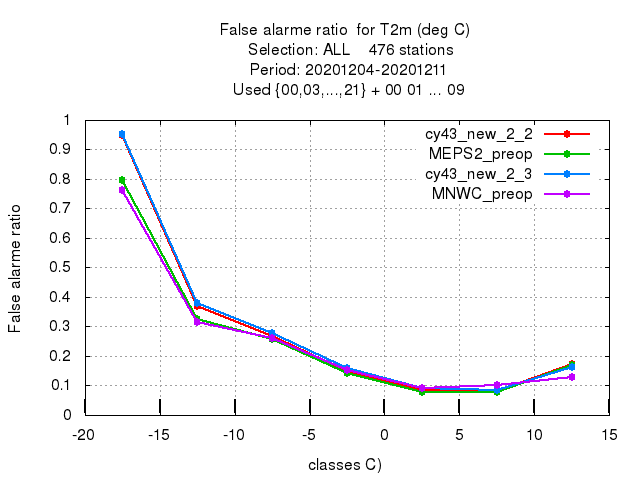 False alarme ratio  for T2m (deg C)
Selection: ALL    476 stations
Period: 20201204-20201211
Used {00,03,...,21} + 00 01 ... 09
cy43_new_2_2
MEPS2_preop
cy43_new_2_3
MNWC_preop
False alarme ratio
1
0.9
0.8
0.7
0.6
0.5
0.4
0.3
0.2
0.1
0
-20 -15 -10 -5 0 5 10 15
classes C)